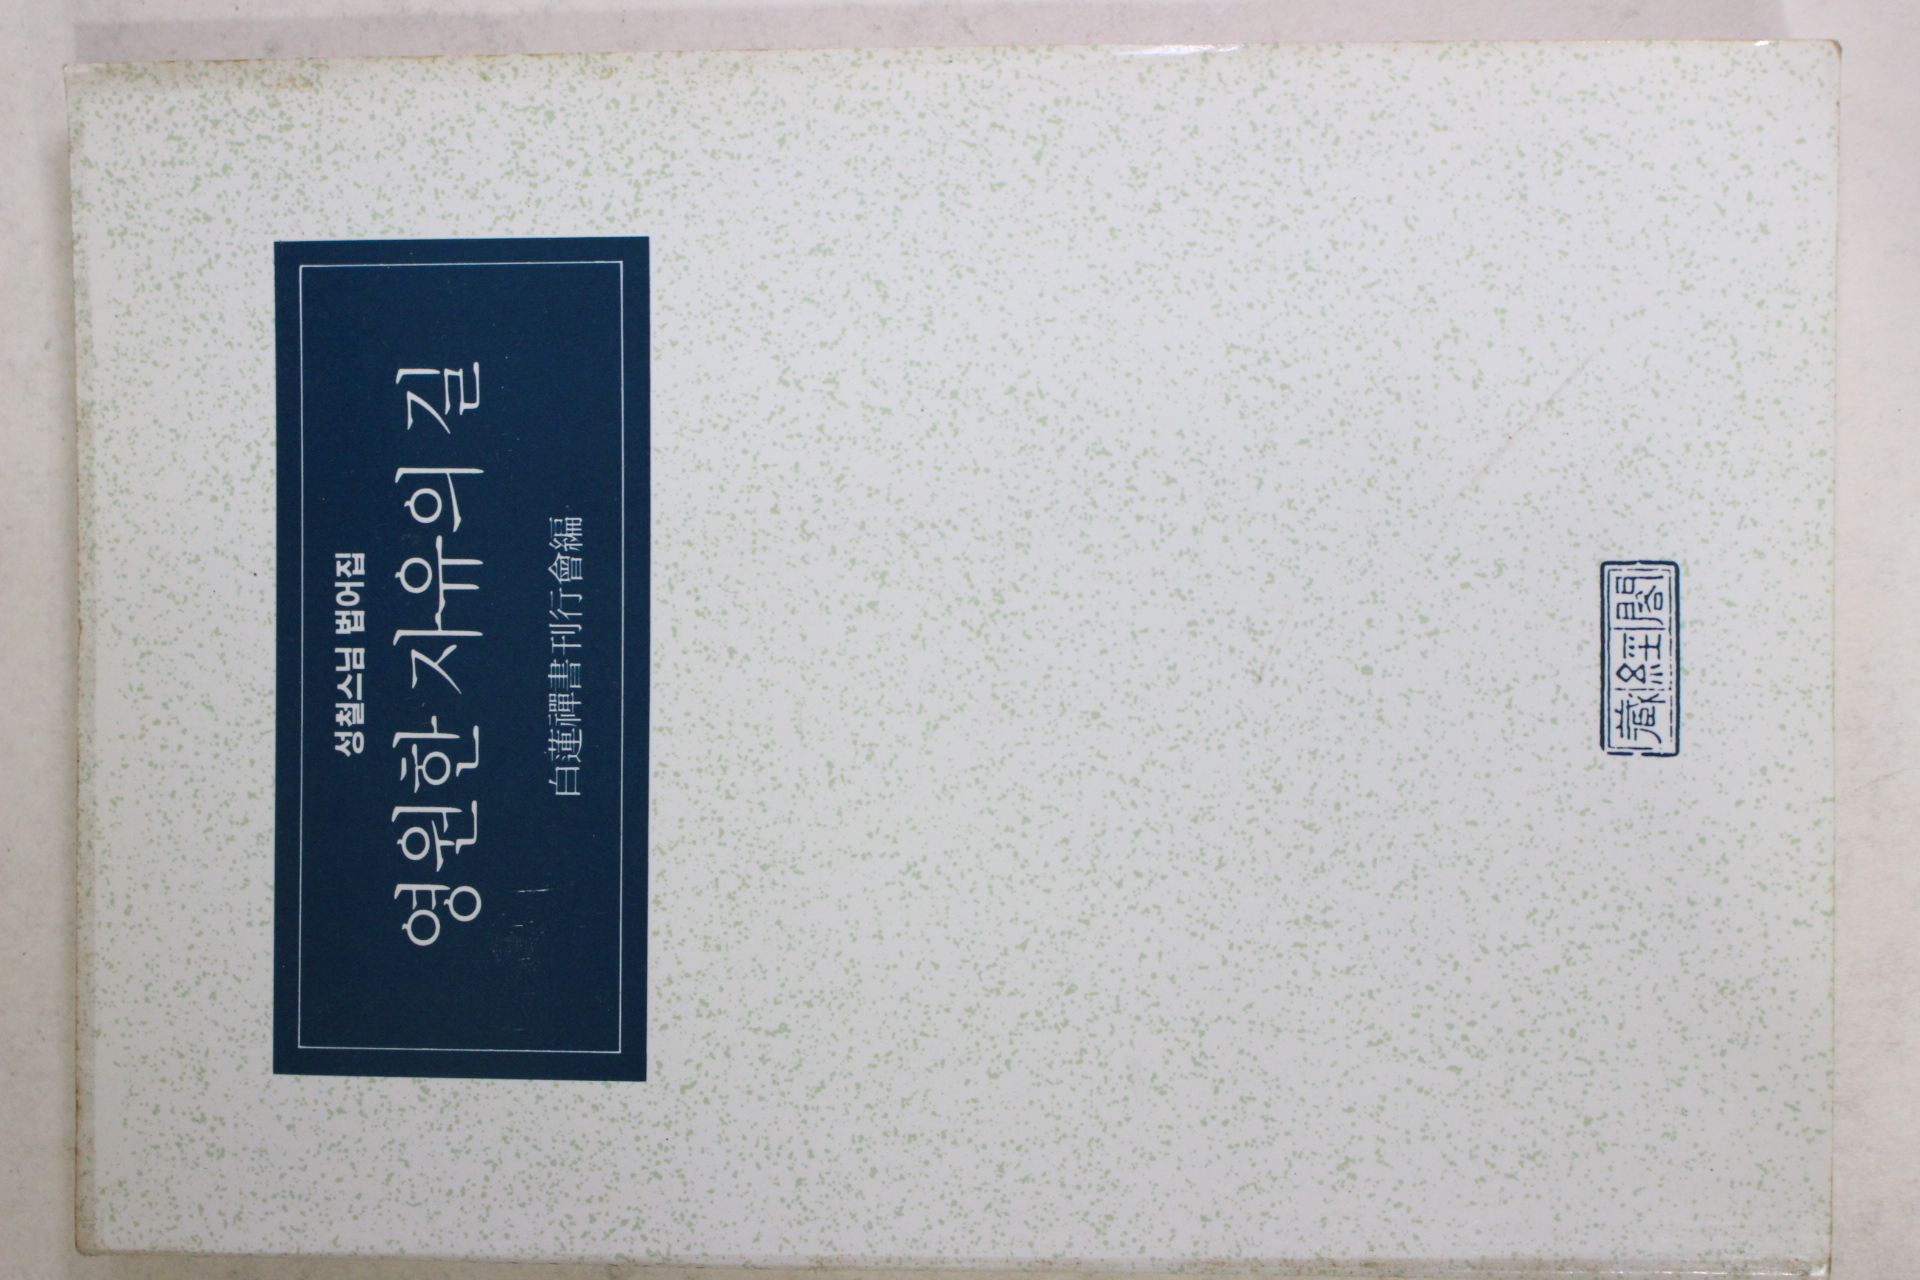 성철스님 법어집
영원한 자유의 길
白蓮禪書刊行會編
藏經閣